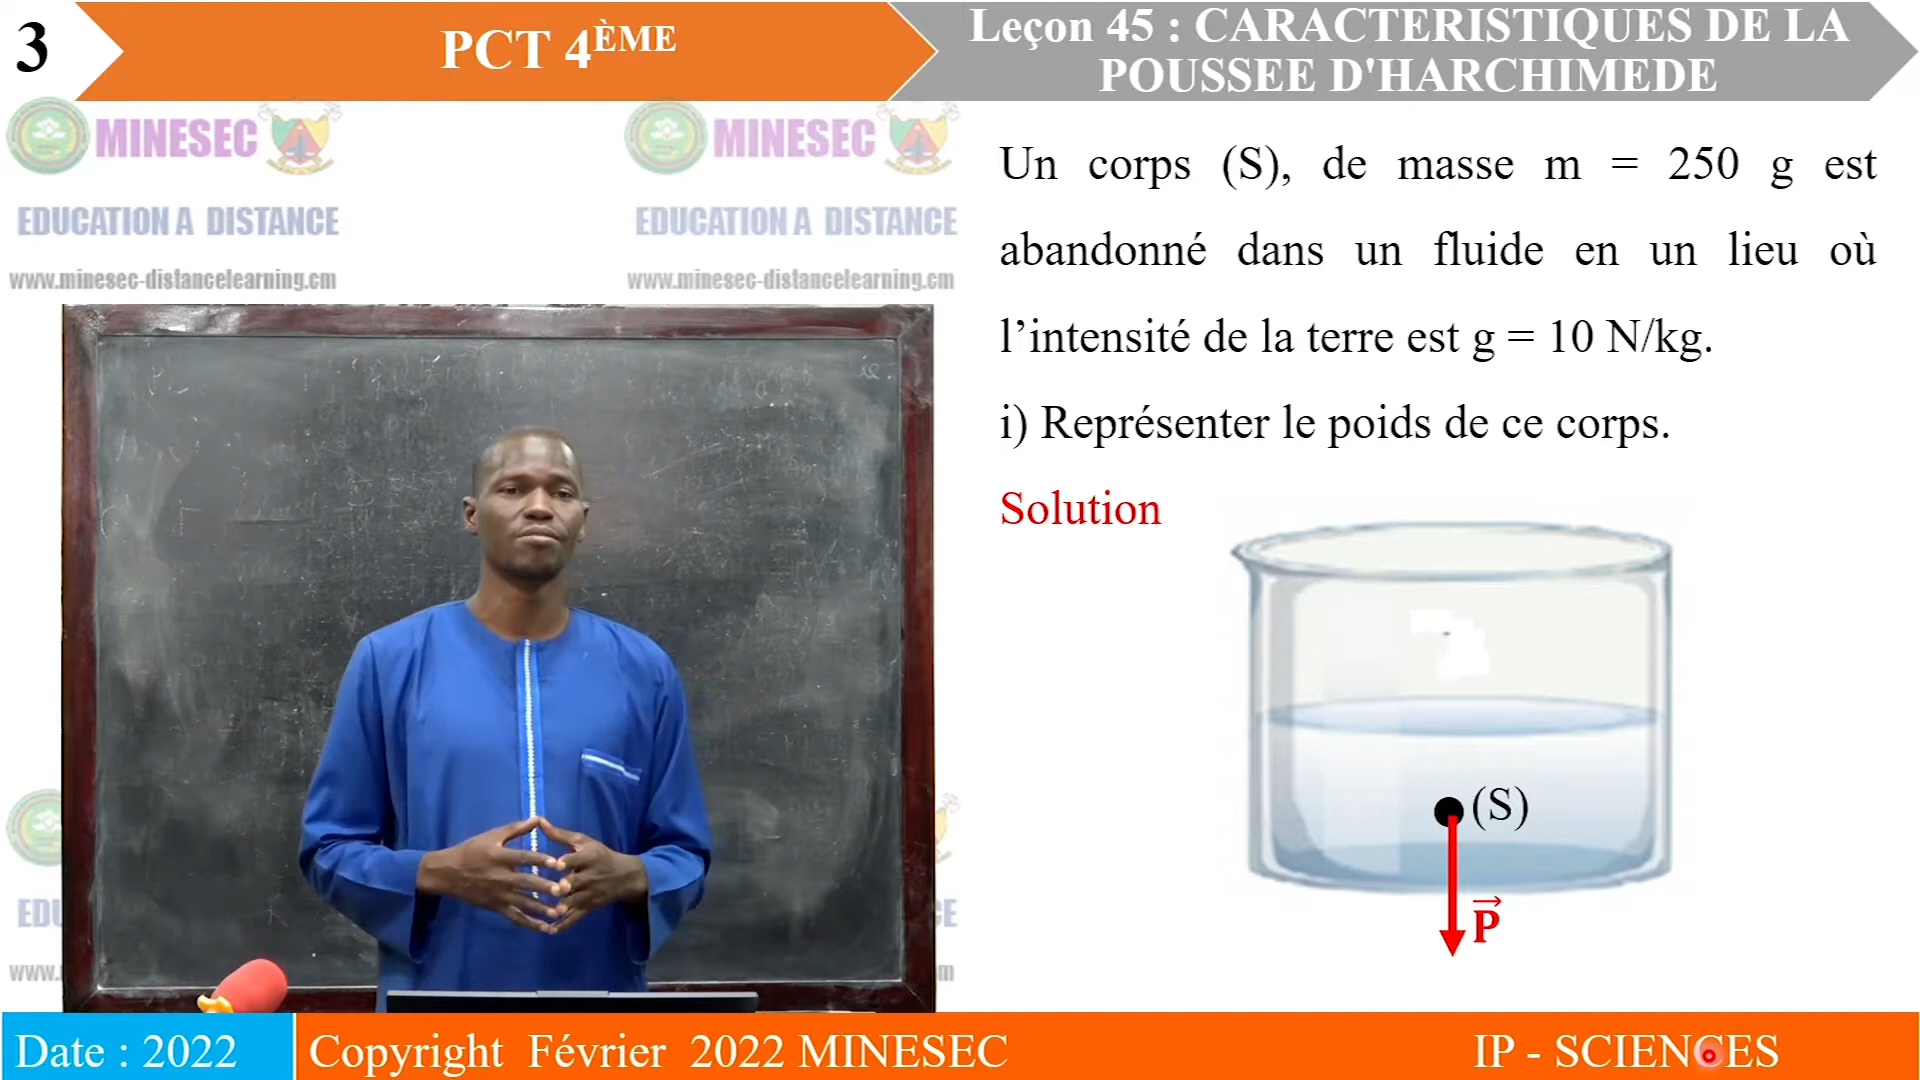 3
PCT 4ÈME
Leçon 45 : CARACTERISTIQUES DE LA
POUSSEE D'HARCHIMEDE
MINESEC
EDUCATION A DISTANCE
www.minesec-distancelearning.cm
MINESEC
EDUCATION A DISTANCE
www.minesec-distancelearning.cm
Un corps (S), de masse m = 250 g est
abandonné dans un fluide en un lieu où
l’intensité de la terre est g = 10 N/kg.
i) Représenter le poids de ce corps.
Solution
(S)
P
Date : 2022
Copyright Février 2022 MINESEC
IP - SCIENCES